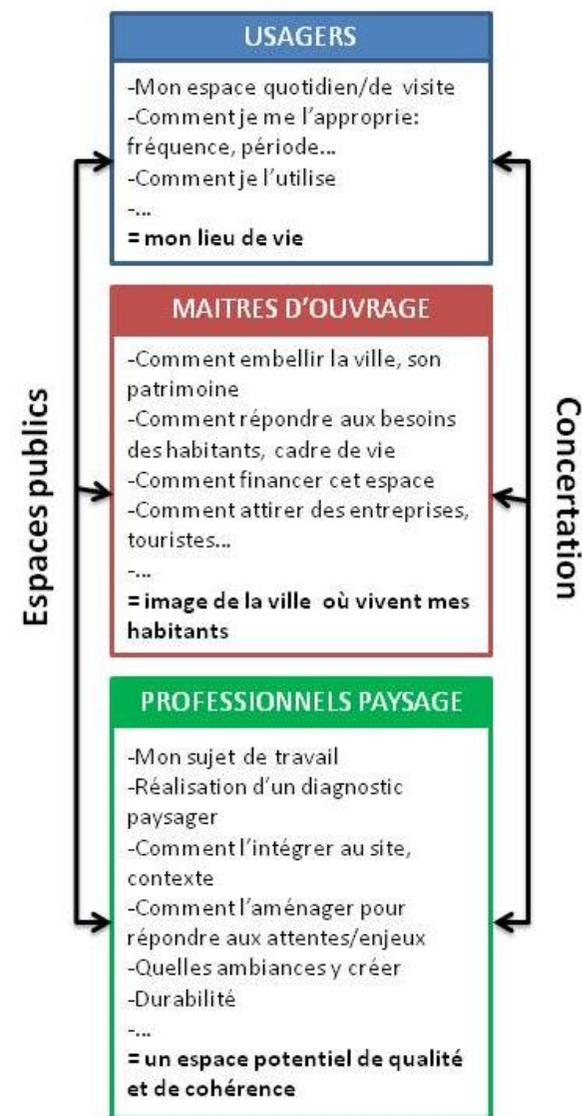 USAGERS
-Mon espace quotidien/de visite
-Comment je me l’approprie:
fréquence, période...
-Comment je l’utilise
-...
= mon lieu de vie
MAITRES D’OUVRAGE
-Comment embellir la ville, son
patrimoine
-Comment répondre aux besoins
des habitants, cadre de vie
-Comment financer cet espace
-Comment attirer des entreprises,
touristes...
-...
= image de la ville où vivent mes
habitants
PROFESSIONNELS PAYSAGE
-Mon sujet de travail
-Réalisation d’un diagnostic
paysager
-Comment l’intégrer au site,
contexte
-Comment l’aménager pour
répondre aux attentes/enjeux
-Quelles ambiances y créer
-Durabilité
-...
= un espace potentiel de qualité
et de cohérence
Espaces publics
Concertation